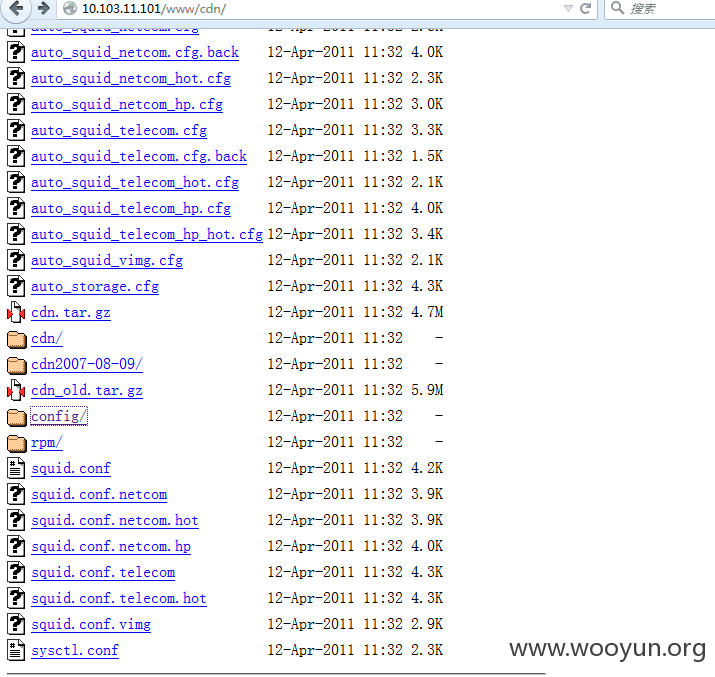 10.103.11.101/www/cdn/
搜索
auto_squid_netcom.cfg 12-Apr-2011 11:32
auto_squid_netcom.cfg.back 12-Apr-2011 11:32 4.0K
auto_squid_netcom_hot.cfg 12-Apr-2011 11:32 2.3K
auto_squid_netcom_hp.cfg 12-Apr-2011 11:32 3.0K
auto_squid_telecom.cfg 12-Apr-2011 11:32 3.3K
auto_squid_telecom.cfg.back 12-Apr-2011 11:32 1.5K
auto_squid_telecom_hot.cfg 12-Apr-2011 11:32 2.1K
auto_squid_telecom_hp.cfg 12-Apr-2011 11:32 4.0K
auto_squid_telecom_hp_hot.cfg 12-Apr-2011 11:32 3.4K
auto_squid_vimg.cfg 12-Apr-2011 11:32 2.1K
auto_storage.cfg 12-Apr-2011 11:32 4.3K
cdn.tar.gz 12-Apr-2011 11:32 4.7M
cdn/ 12-Apr-2011 11:32 -
cdn2007-08-09/ 12-Apr-2011 11:32 -
cdn_old.tar.gz 12-Apr-2011 11:32 5.9M
config/ 12-Apr-2011 11:32 -
rpm/ 12-Apr-2011 11:32 -
squid.conf 12-Apr-2011 11:32 4.2K
squid.conf.netcom 12-Apr-2011 11:32 3.9K
squid.conf.netcom.hot 12-Apr-2011 11:32 3.9K
squid.conf.netcom.hp 12-Apr-2011 11:32 4.0K
squid.conf.telecom 12-Apr-2011 11:32 4.3K
squid.conf.telecom.hot 12-Apr-2011 11:32 4.3K
squid.conf.vimg 12-Apr-2011 11:32 2.9K
sysctl.conf 12-Apr-2011 11:32 2.3K
www.wooyun.org